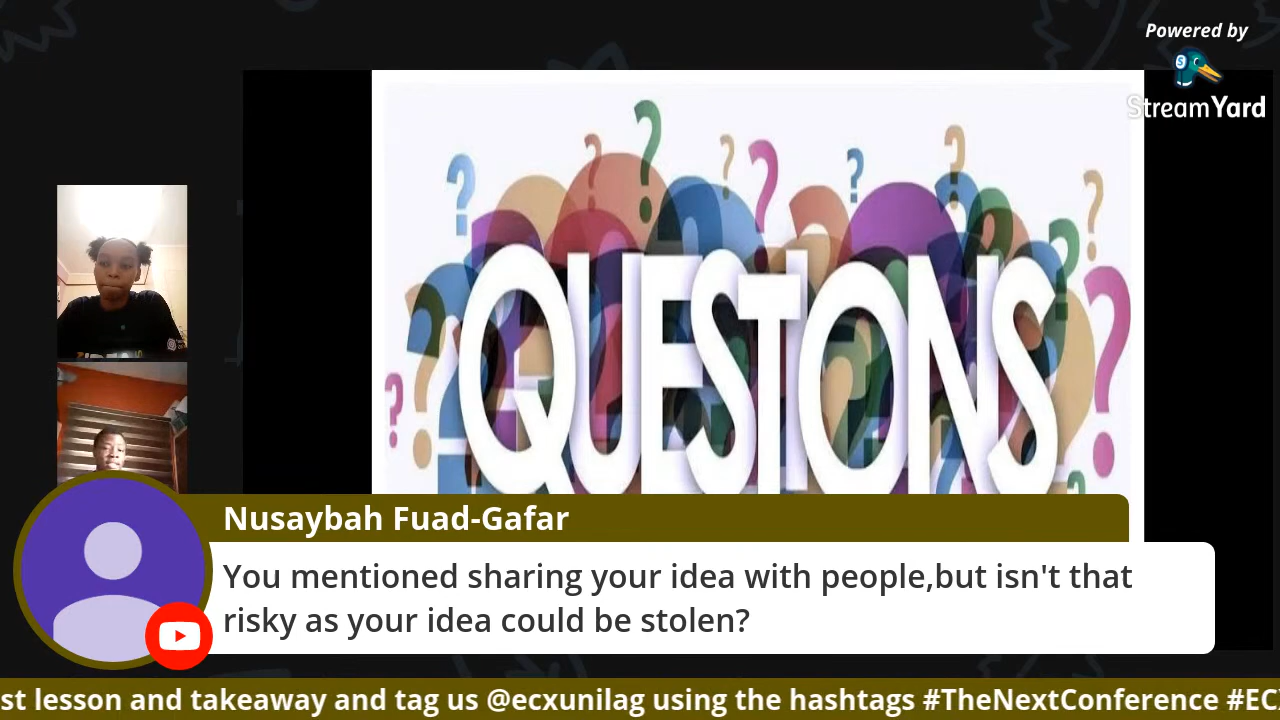 Powered by
StreamYard
QUESTIONS
Nusaybah Fuad-Gafar
You mentioned sharing your idea with people,but isn't that
risky as your idea could be stolen?
st lesson and takeaway and tag us @ecxunilag using the hashtags #TheNextConference #EC